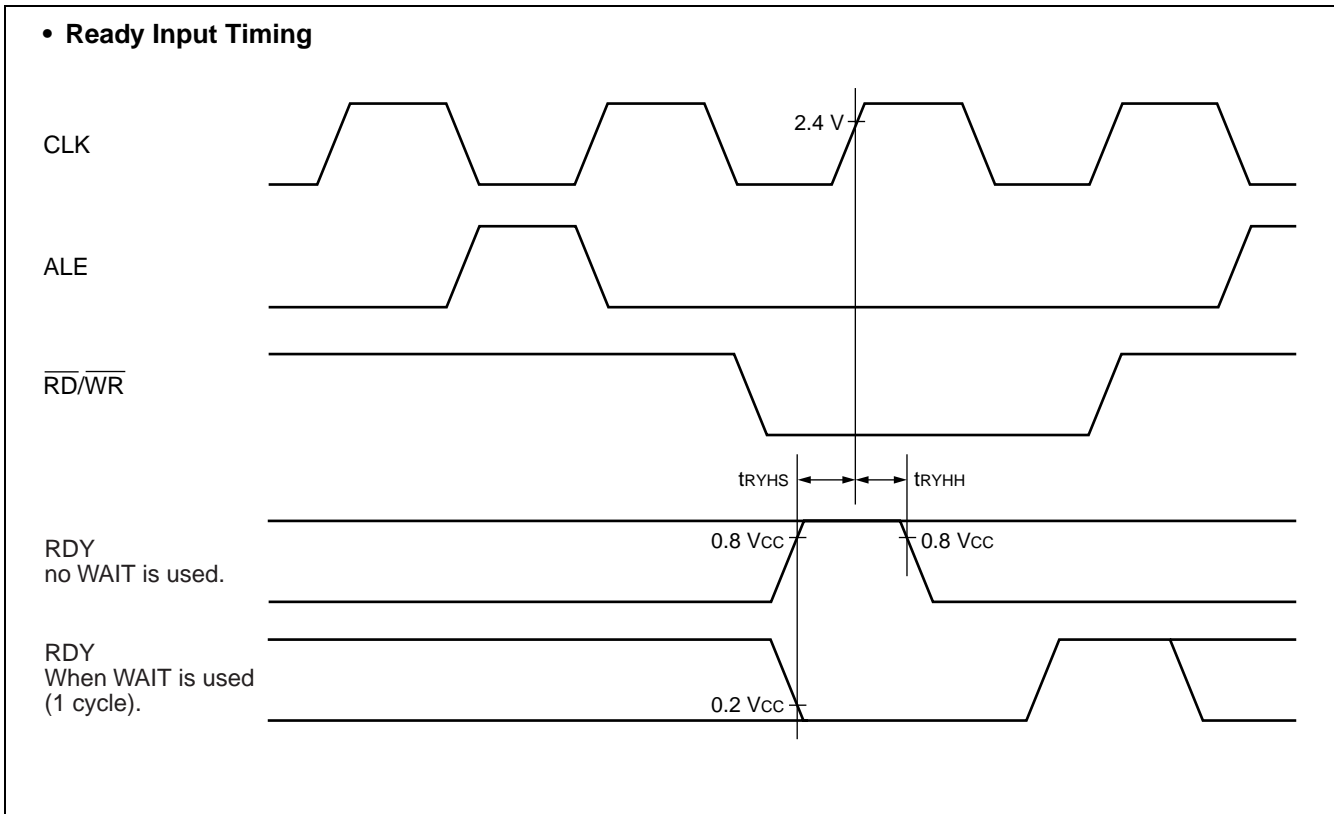 • Ready Input Timing
CLK
2.4 V
ALE
RD/WR
tRYHS
tRYHH
RDY
no WAIT is used.
0.8 VCC
0.8 VCC
RDY
When WAIT is used
(1 cycle).
0.2 VCC